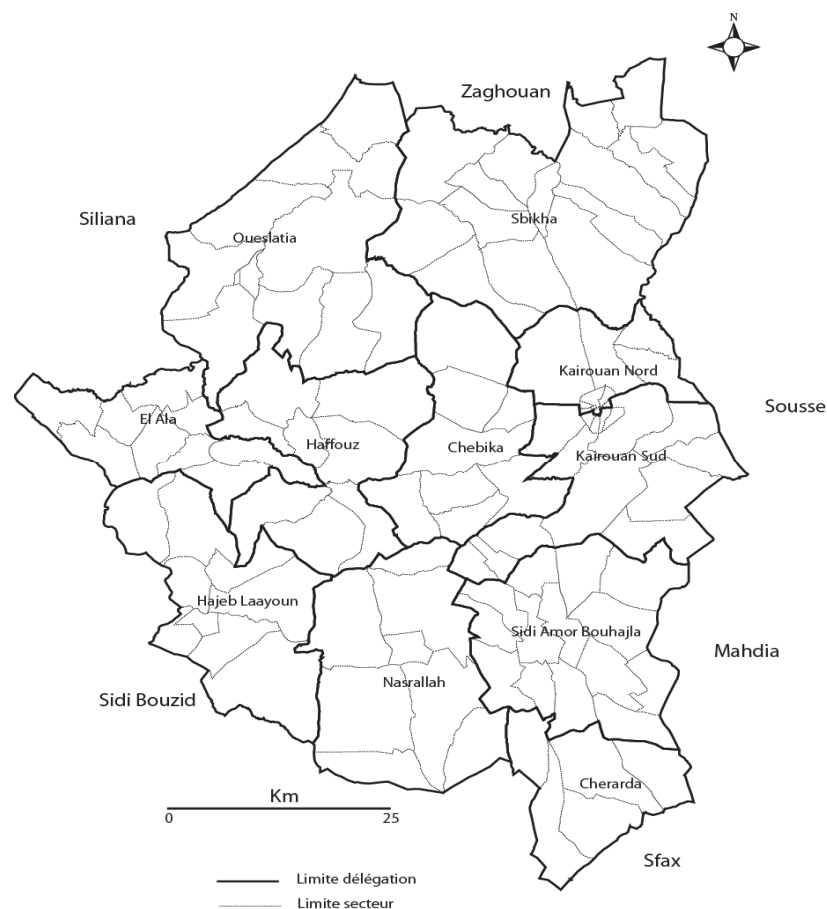 N
Zaghouan
Siliana
Sbikha
Oueslatia
Kairouan Nord
Sousse
El Ala
Haffouz
Chebika
Kairouan Sud
Hajeb Laayoun
Sidi Amor Bouhajla
Mahdia
Nasrallah
Sidi Bouzid
Cherarda
Km
0 25
Sfax
Limite délégation
Limite secteur